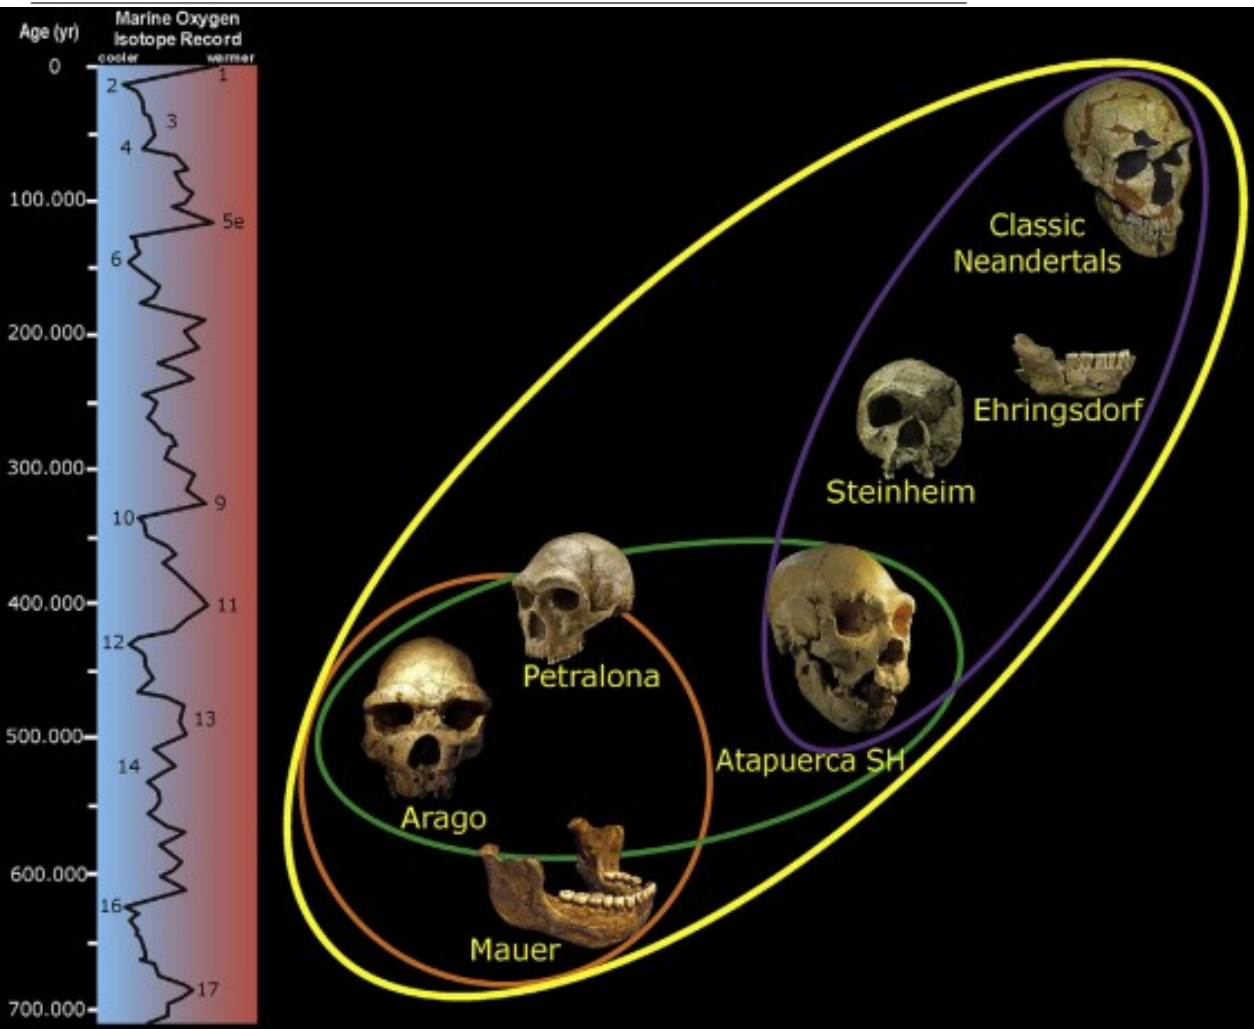 Age (yr)
Marine Oxygen
Isotope Record
cooler
warmer
0
1
2
3
4
100.000
5e
6
200.000
300.000
9
10
400.000
11
12
13
500.000
14
600.000
16
17
700.000
Classic
Neandertals
Ehringsdorf
Steinheim
Petralona
Atapuerca SH
Arago
Mauer